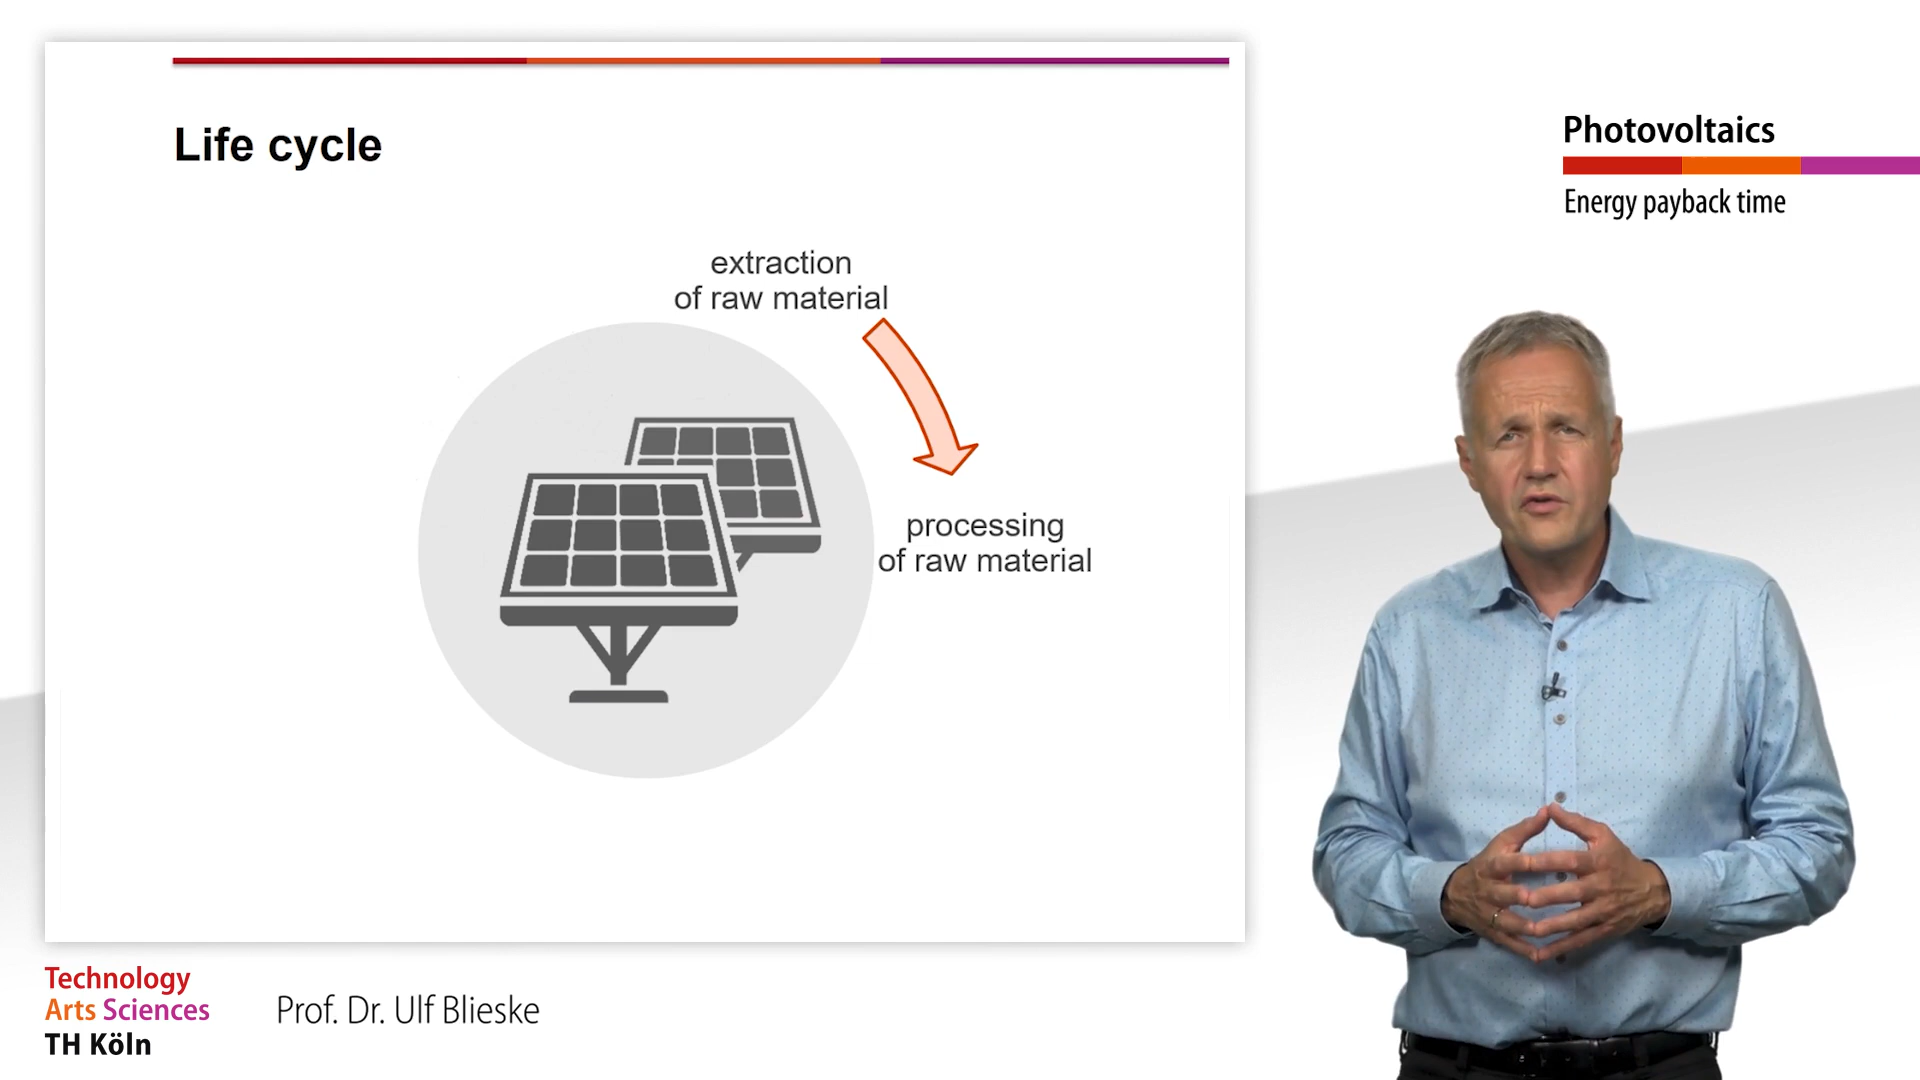 Life cycle
extraction
of raw material
processing
of raw material
Photovoltaics
Energy payback time
Technology
Arts Sciences
TH Köln
Prof. Dr. Ulf Blieske